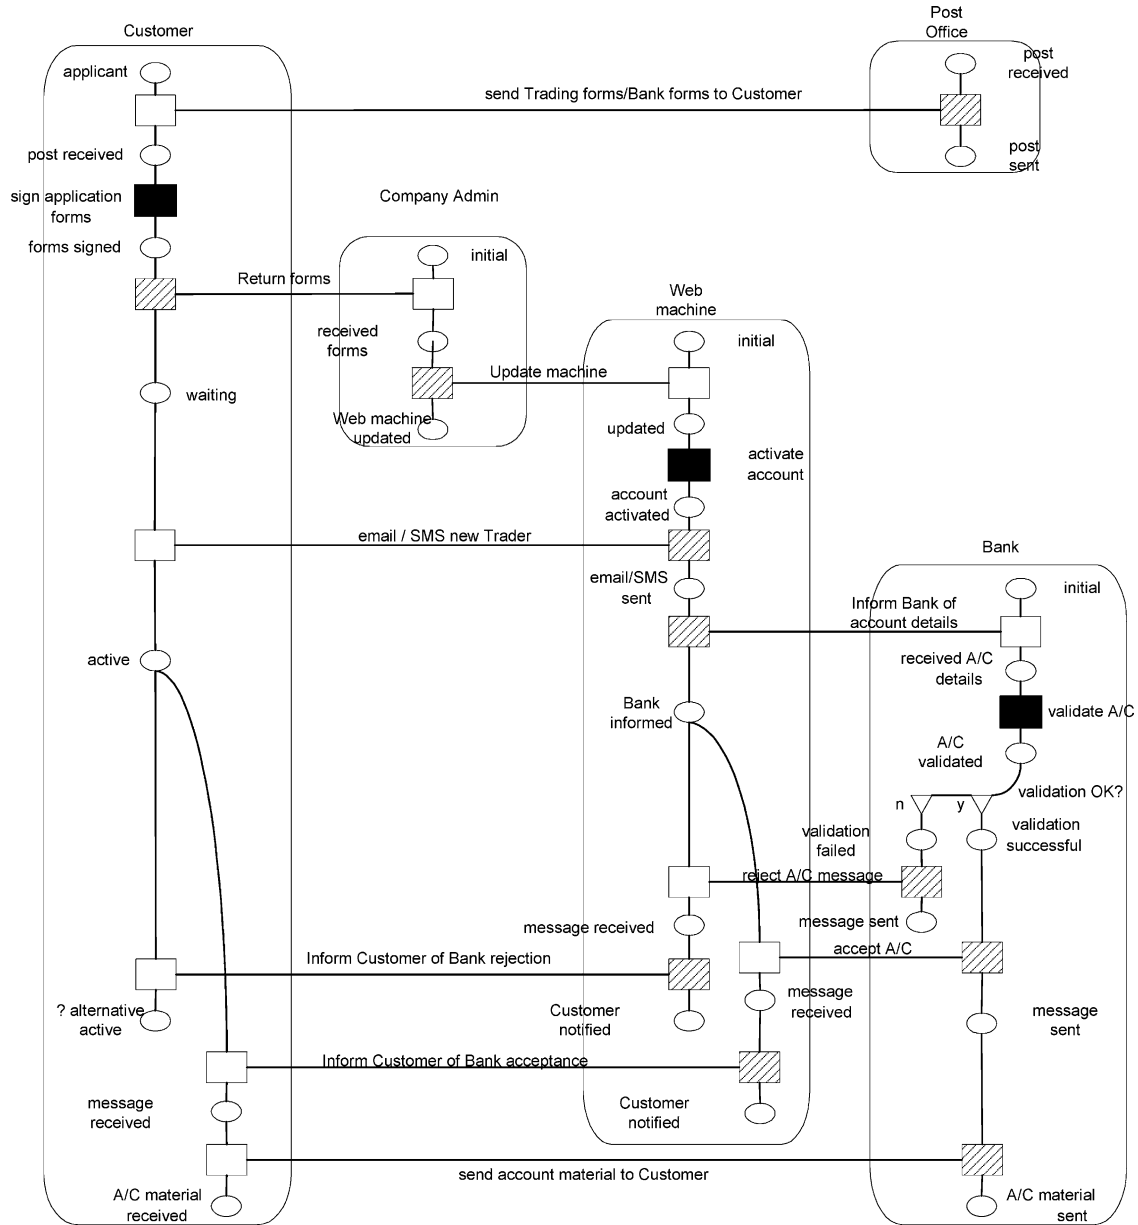 Post
Office
Customer
post
received
applicant
send Trading forms/Bank forms to Customer
post received
post
sent
sign application
forms
Company Admin
forms signed
initial
Return forms
Web
machine
received
forms
initial
Update machine
waiting
Web machine
updated
updated
activate
account
account
activated
email / SMS new Trader
Bank
email/SMS
sent
initial
Inform Bank of
account details
active
received A/C
details
Bank
informed
validate A/C
A/C
validated
validation OK?
n
y
validation
failed
validation
successful
reject A/C message
message received
message sent
accept A/C
Inform Customer of Bank rejection
? alternative
active
Customer
notified
message
received
message
sent
Inform Customer of Bank acceptance
message
received
Customer
notified
send account material to Customer
A/C material
received
A/C material
sent